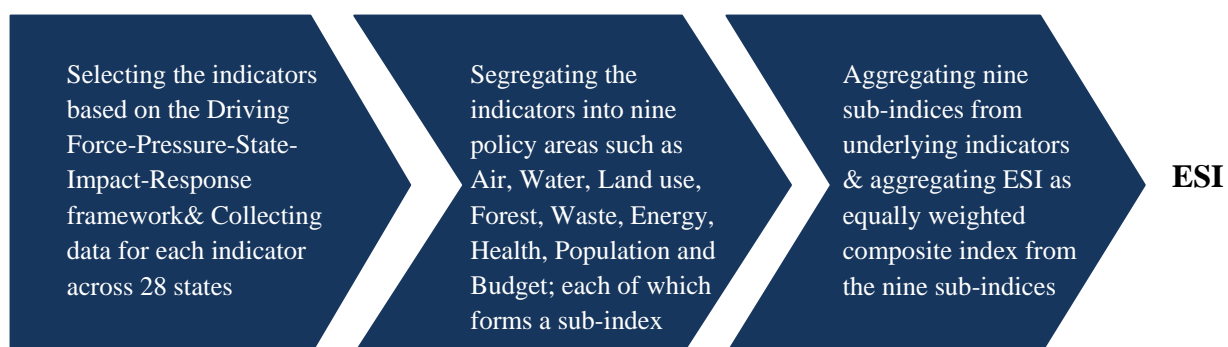 Selecting the indicators
based on the Driving
Force-Pressure-State-
Impact-Response
framework& Collecting
data for each indicator
across 28 states
Segregating the
indicators into nine
policy areas such as
Air, Water, Land use,
Forest, Waste, Energy,
Health, Population and
Budget; each of which
forms a sub-index
Aggregating nine
sub-indices from
underlying indicators
& aggregating ESI as
equally weighted
composite index from
the nine sub-indices
ESI